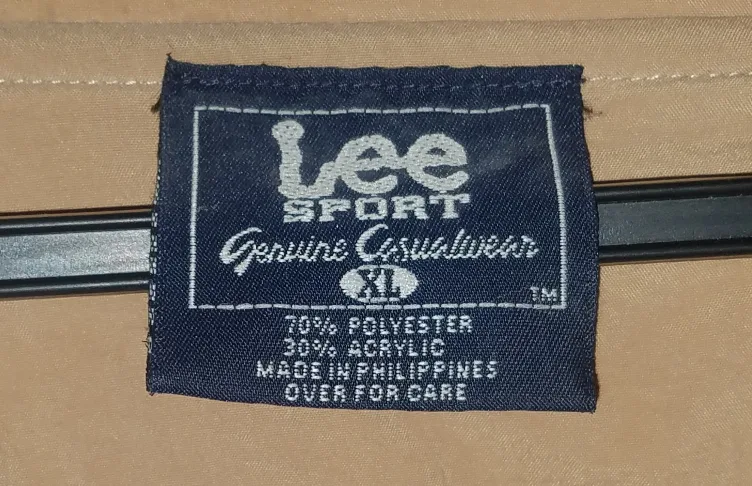 Lee
SPORT
Genuine Casualwear
XL
TM
70% POLYESTER
30% ACRYLIC
MADE IN PHILIPPINES
OVER FOR CARE